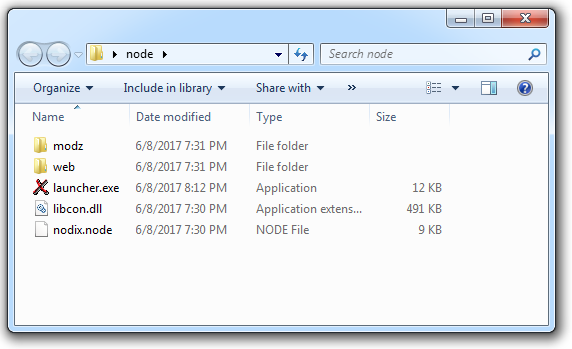 node
Search node
Organize Include in library Share with »
Name Date modified Type Size
modz 6/8/2017 7:31 PM File folder
web 6/8/2017 7:31 PM File folder
launcher.exe 6/8/2017 8:12 PM Application 12 KB
libcon.dll 6/8/2017 7:30 PM Application extens... 491 KB
nodix.node 6/8/2017 7:30 PM NODE File 9 KB